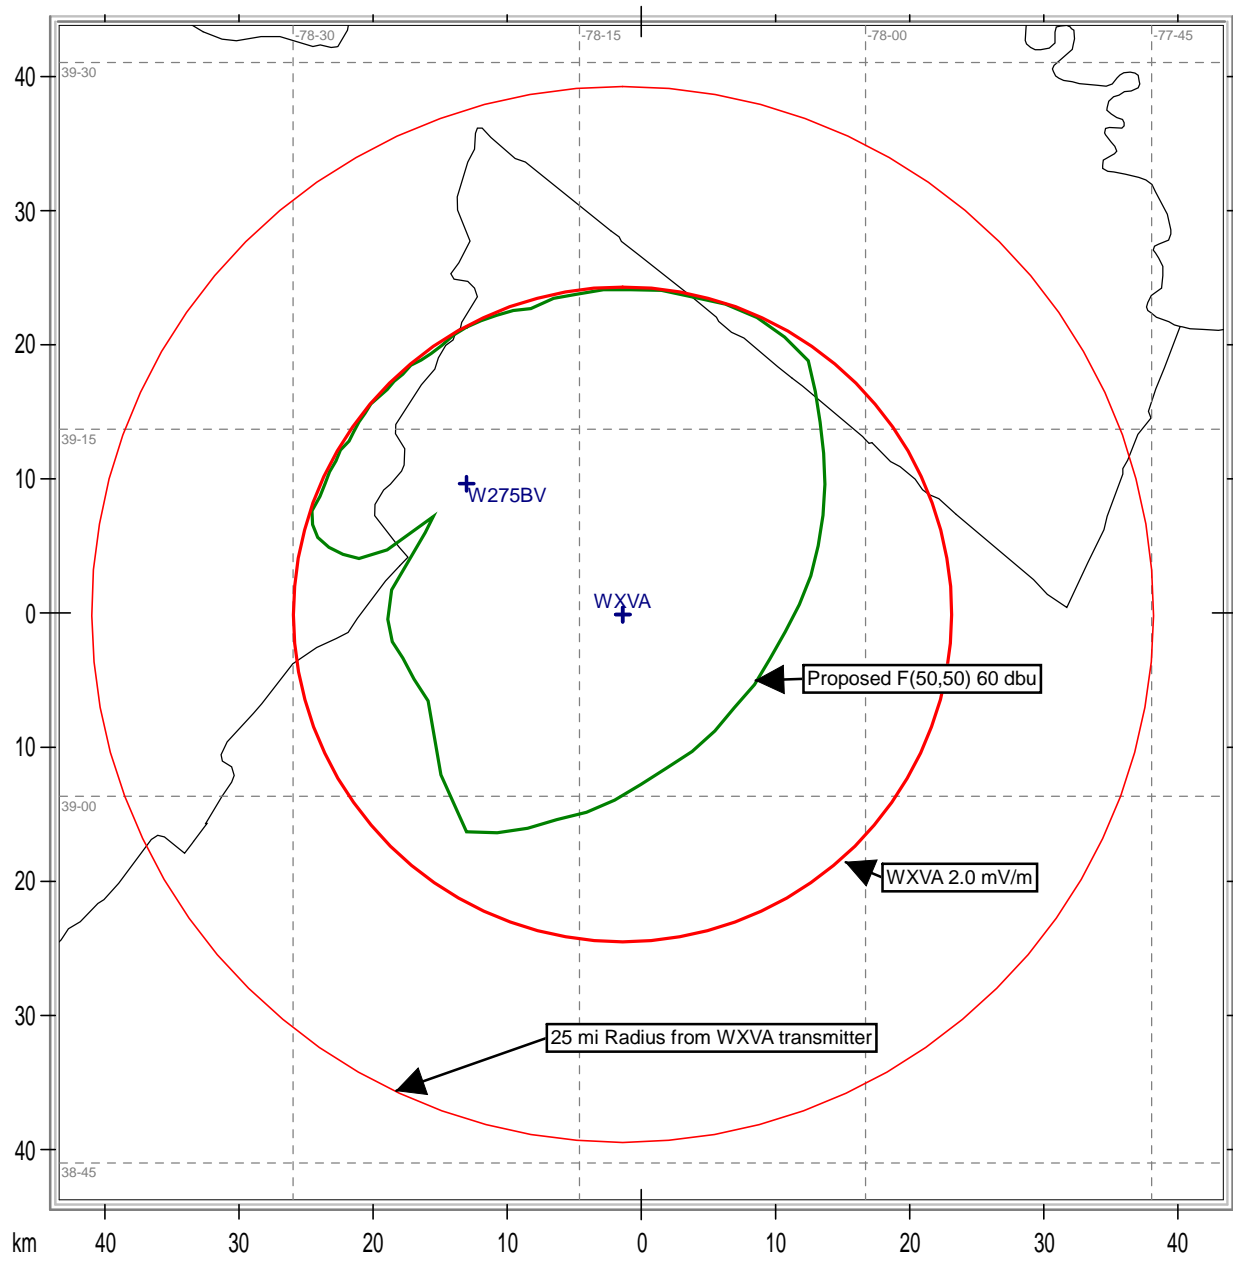 -78-30
-78-15
-78-00
-77-45
39-30
40
30
20
39-15
10
W275BV
WXVA
0
Proposed F(50,50) 60 dbu
10
39-00
WXVA 2.0 mV/m
20
30
25 mi Radius from WXVA transmitter
40
38-45
km 40 30 20 10 0 10 20 30 40